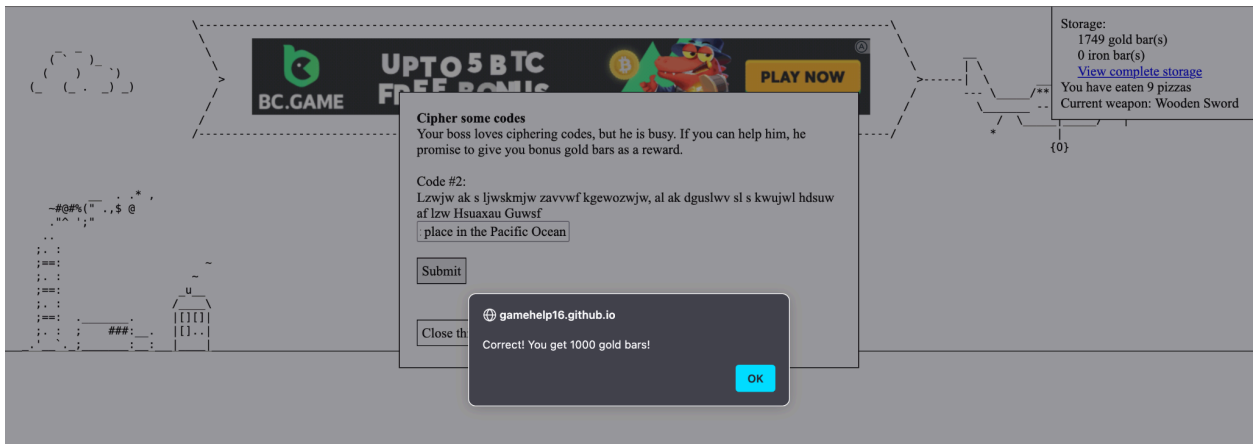 UP TO 5 BTC
BC.GAME
PLAY NOW
Storage:
1749 gold bar(s)
0 iron bar(s)
View complete storage
You have eaten 9 pizzas
Current weapon: Wooden Sword
Cipher some codes
Your boss loves ciphering codes, but he is busy. If you can help him, he
promise to give you bonus gold bars as a reward.
Code #2:
Lzwjw ak s ljwskmjw zavvwf kgewozwjw, al ak dguslwv sl s kwujwl hdsuw
af lzw Hsuaxau Guwsf
place in the Pacific Ocean
Submit
Close th
gamehelp16.github.io
Correct! You get 1000 gold bars!
OK